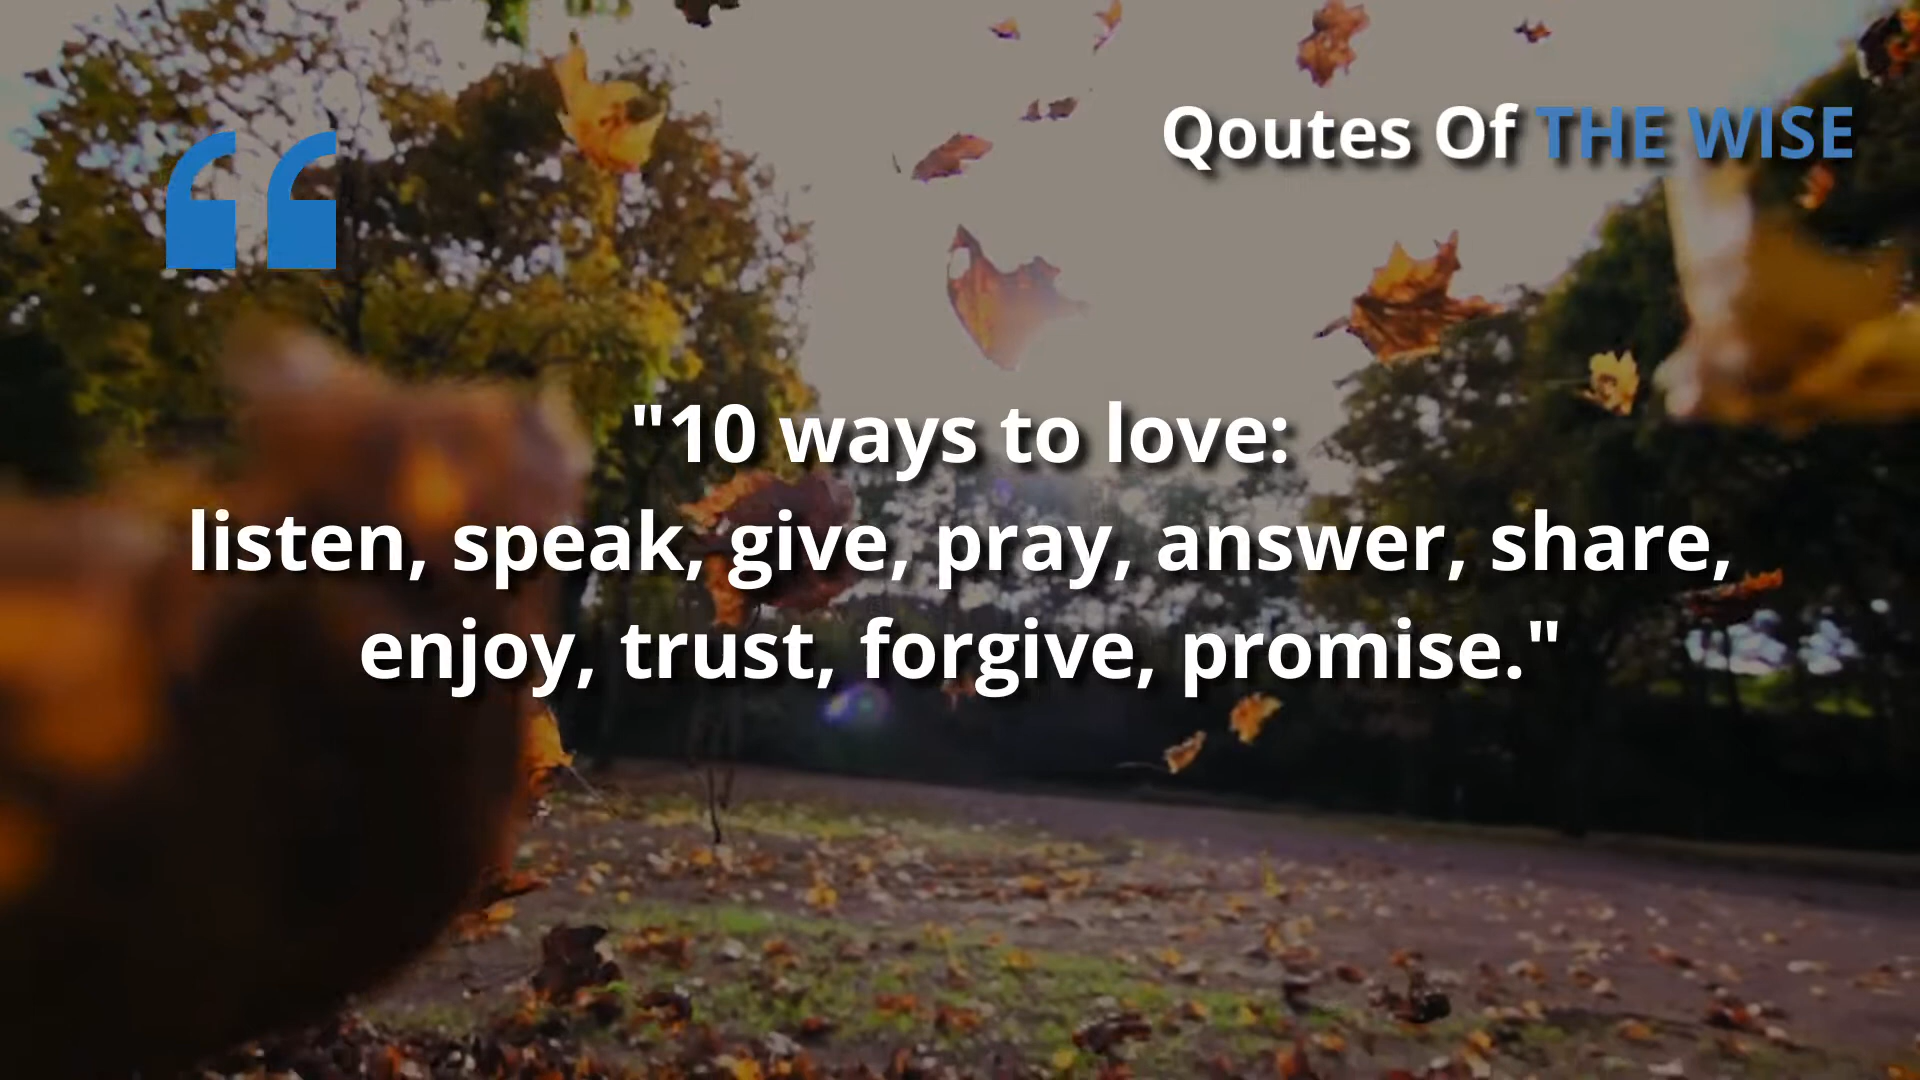 Qoutes Of THE WISE
"10 ways to love:
listen, speak, give, pray, answer, share,
enjoy, trust, forgive, promise."